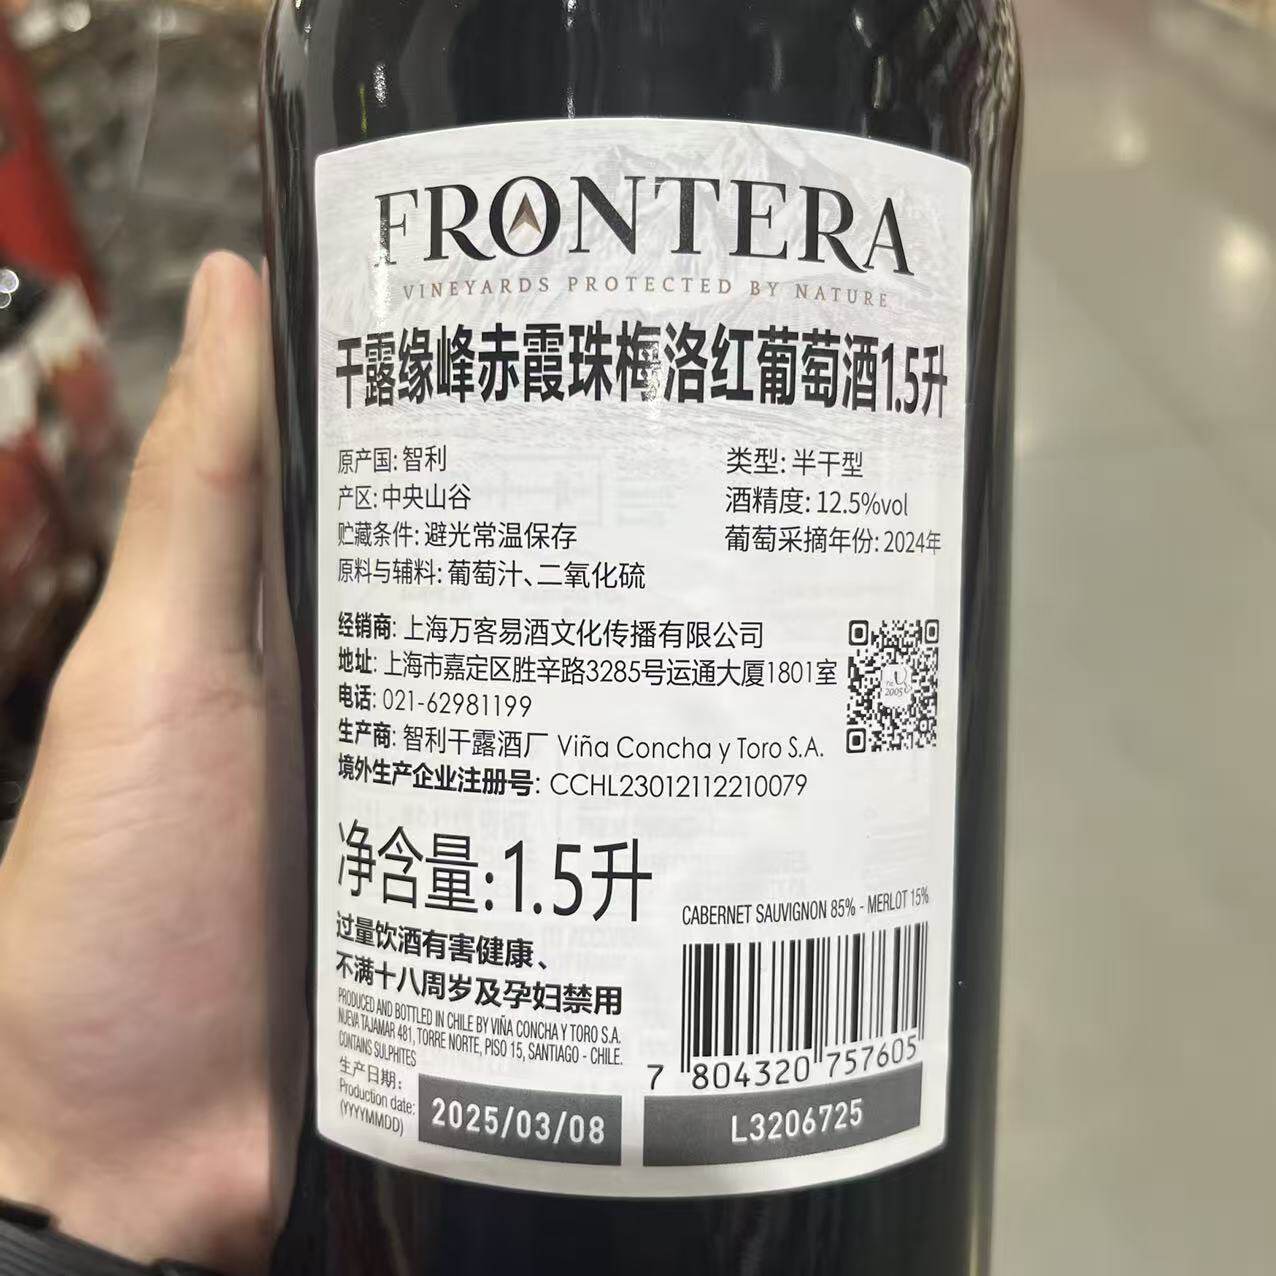 FRONTERA
VINEYARDS PROTECTED BY NATURE
干露缘峰赤霞珠梅洛红葡萄酒1.5升
原产国: 智利
产区: 中央山谷
贮藏条件: 避光常温保存
原料与辅料: 葡萄汁、二氧化硫
类型: 半干型
酒精度: 12.5%vol
葡萄采摘年份: 2024年
经销商: 上海万客易酒文化传播有限公司
地址: 上海市嘉定区胜辛路3285号运通大厦1801室
电话: 021-62981199
生产商: 智利干露酒厂 Viña Concha y Toro S.A.
境外生产企业注册号: CCHL23012112210079
2005
净含量:1.5升
过量饮酒有害健康、
不满十八周岁及孕妇禁用
PRODUCED AND BOTTLED IN CHILE BY VIÑA CONCHA Y TORO S.A.
NUEVA TAJAMAR 481, TORRE NORTE, PISO 15, SANTIAGO - CHILE.
CONTAINS SULPHITES
生产日期:
Production date:
(YYYYMMDD)
2025/03/08
CABERNET SAUVIGNON 85% - MERLOT 15%
7 804320 757605
L3206725